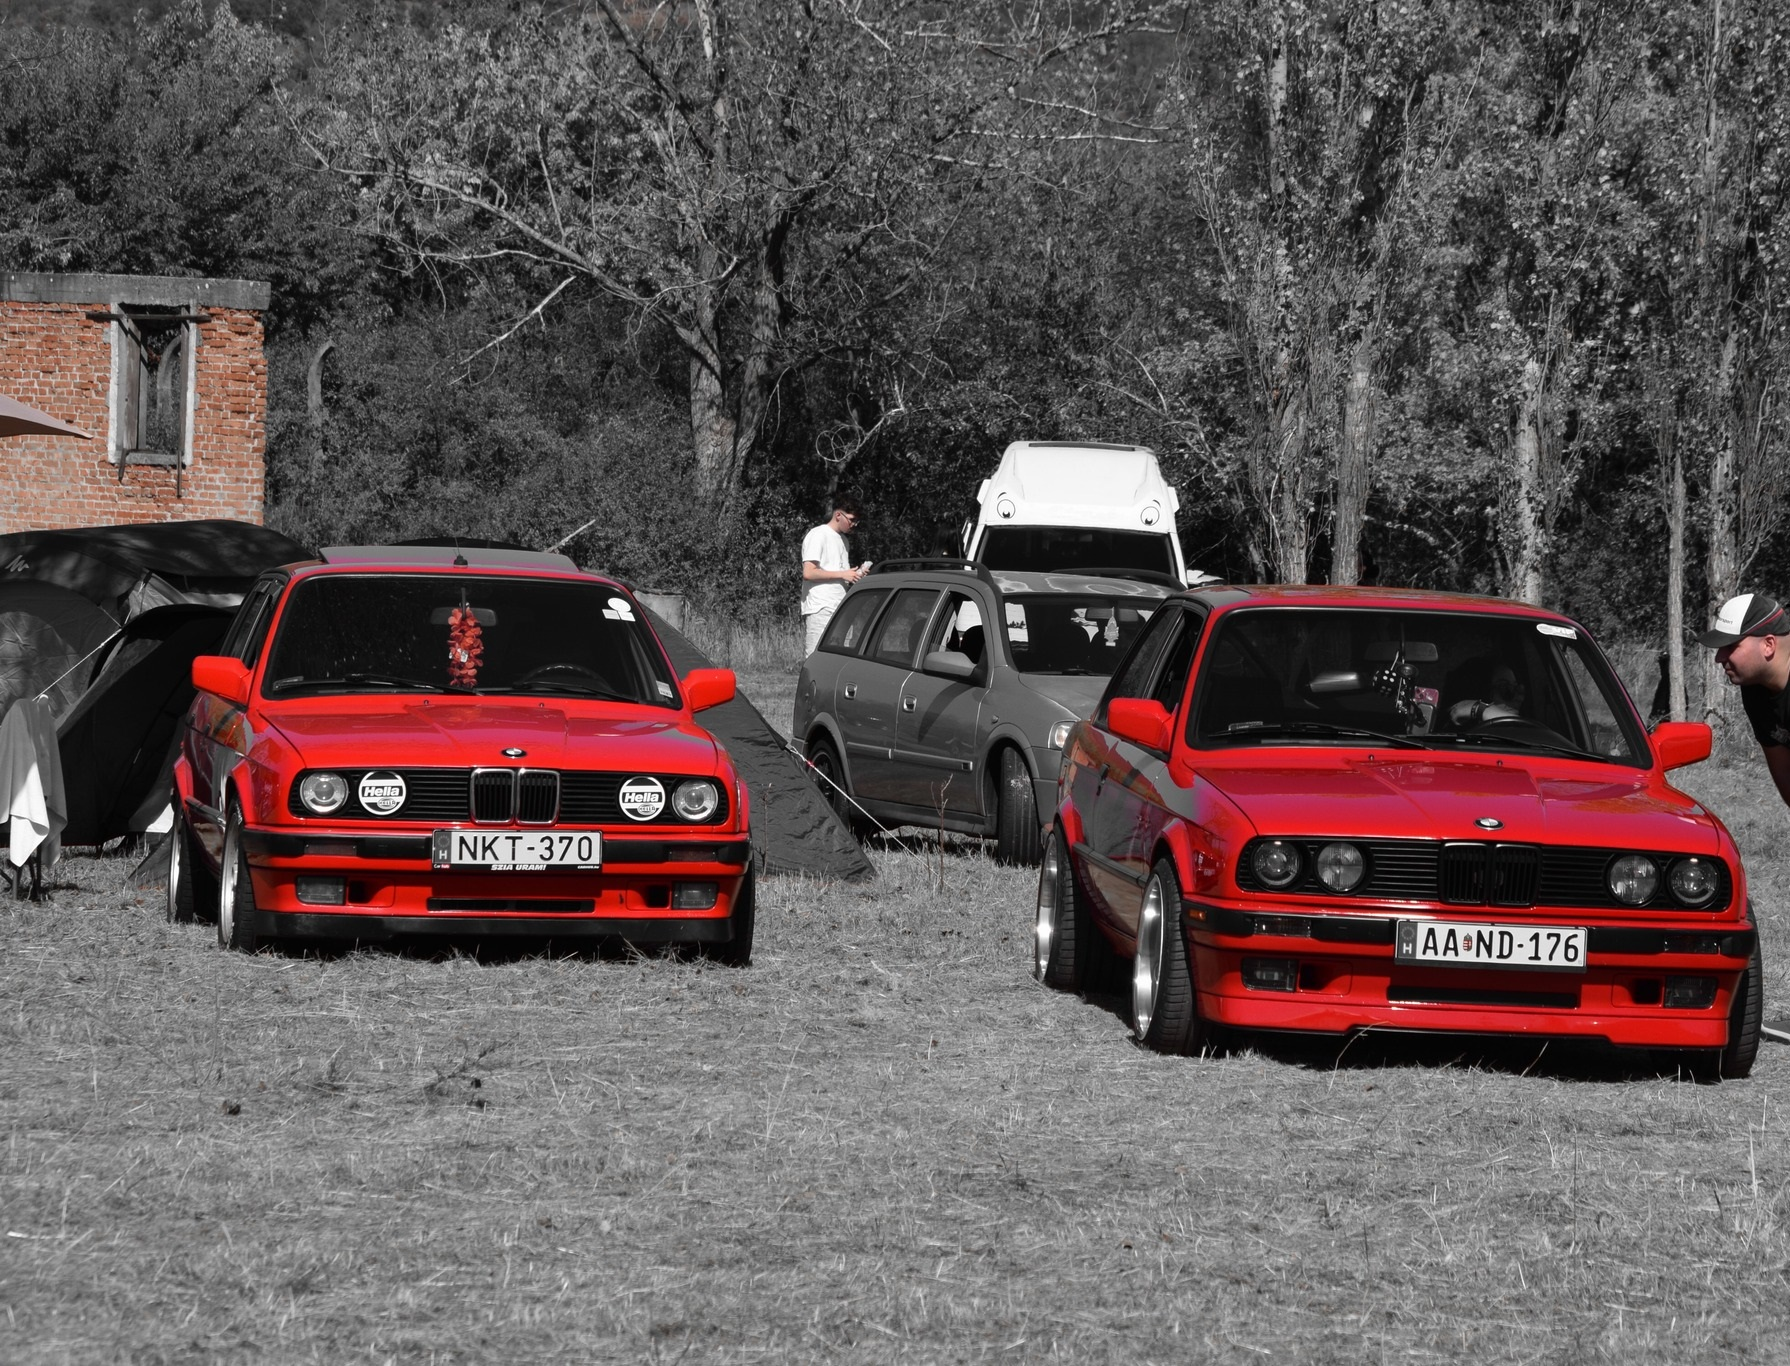 Hella
Hella
H
NKT-370
SZIA URAM!
H
AA ND-176